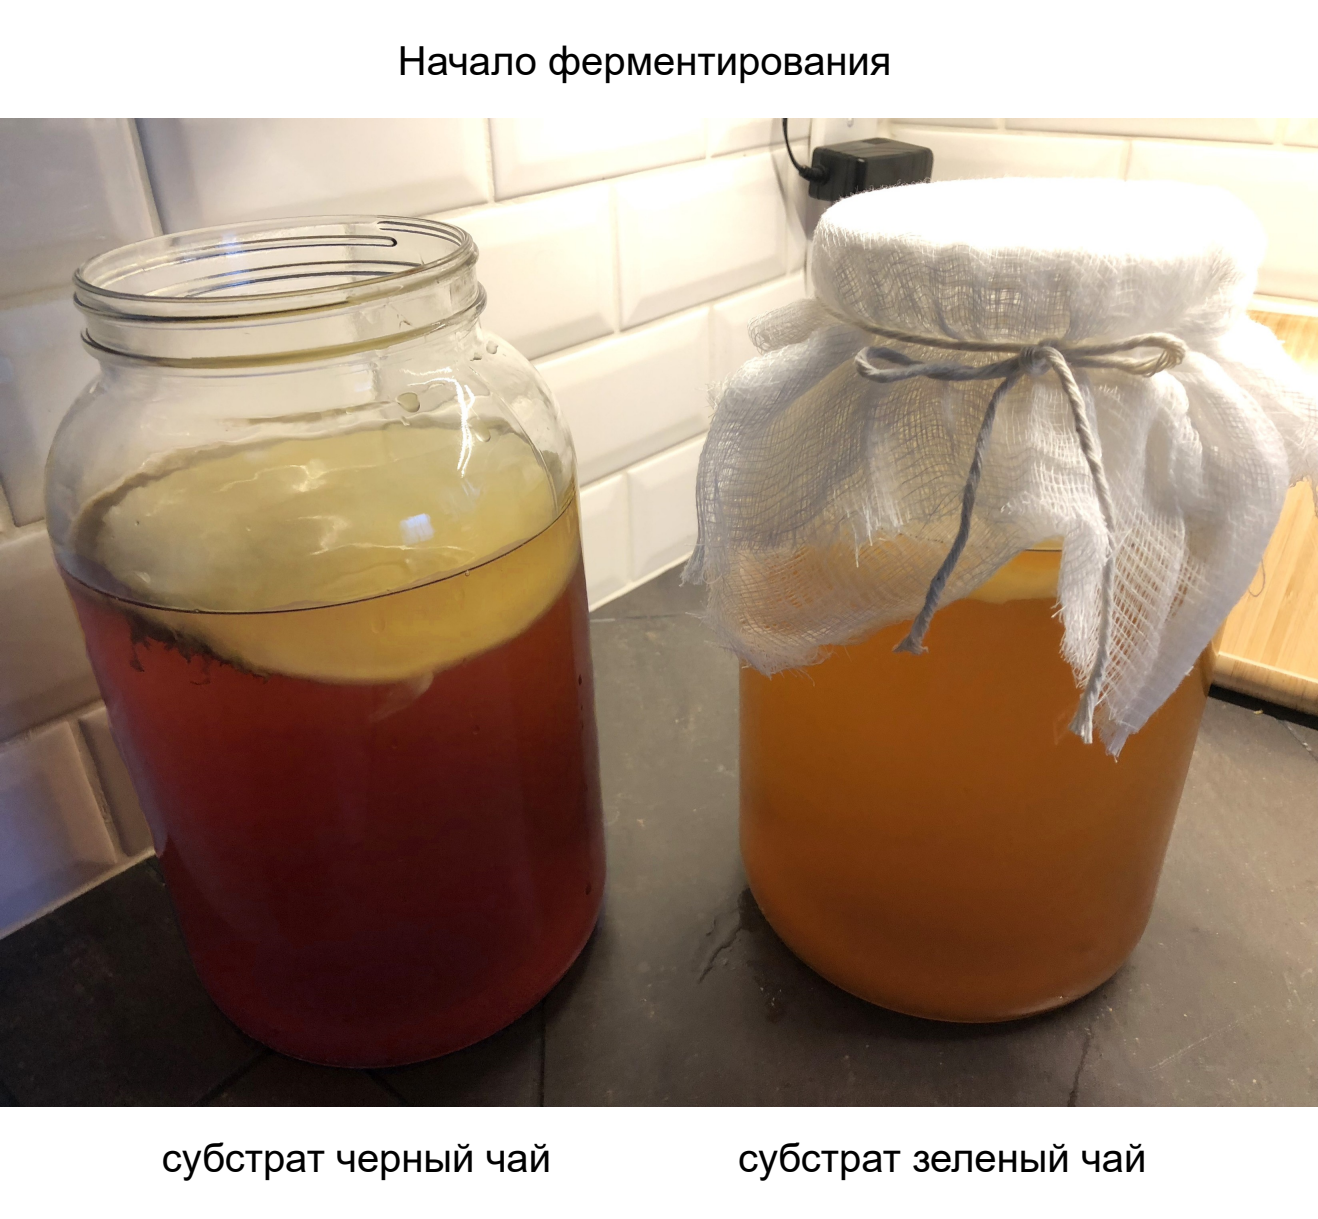 Начало ферментирования
субстрат черный чай
субстрат зеленый чай